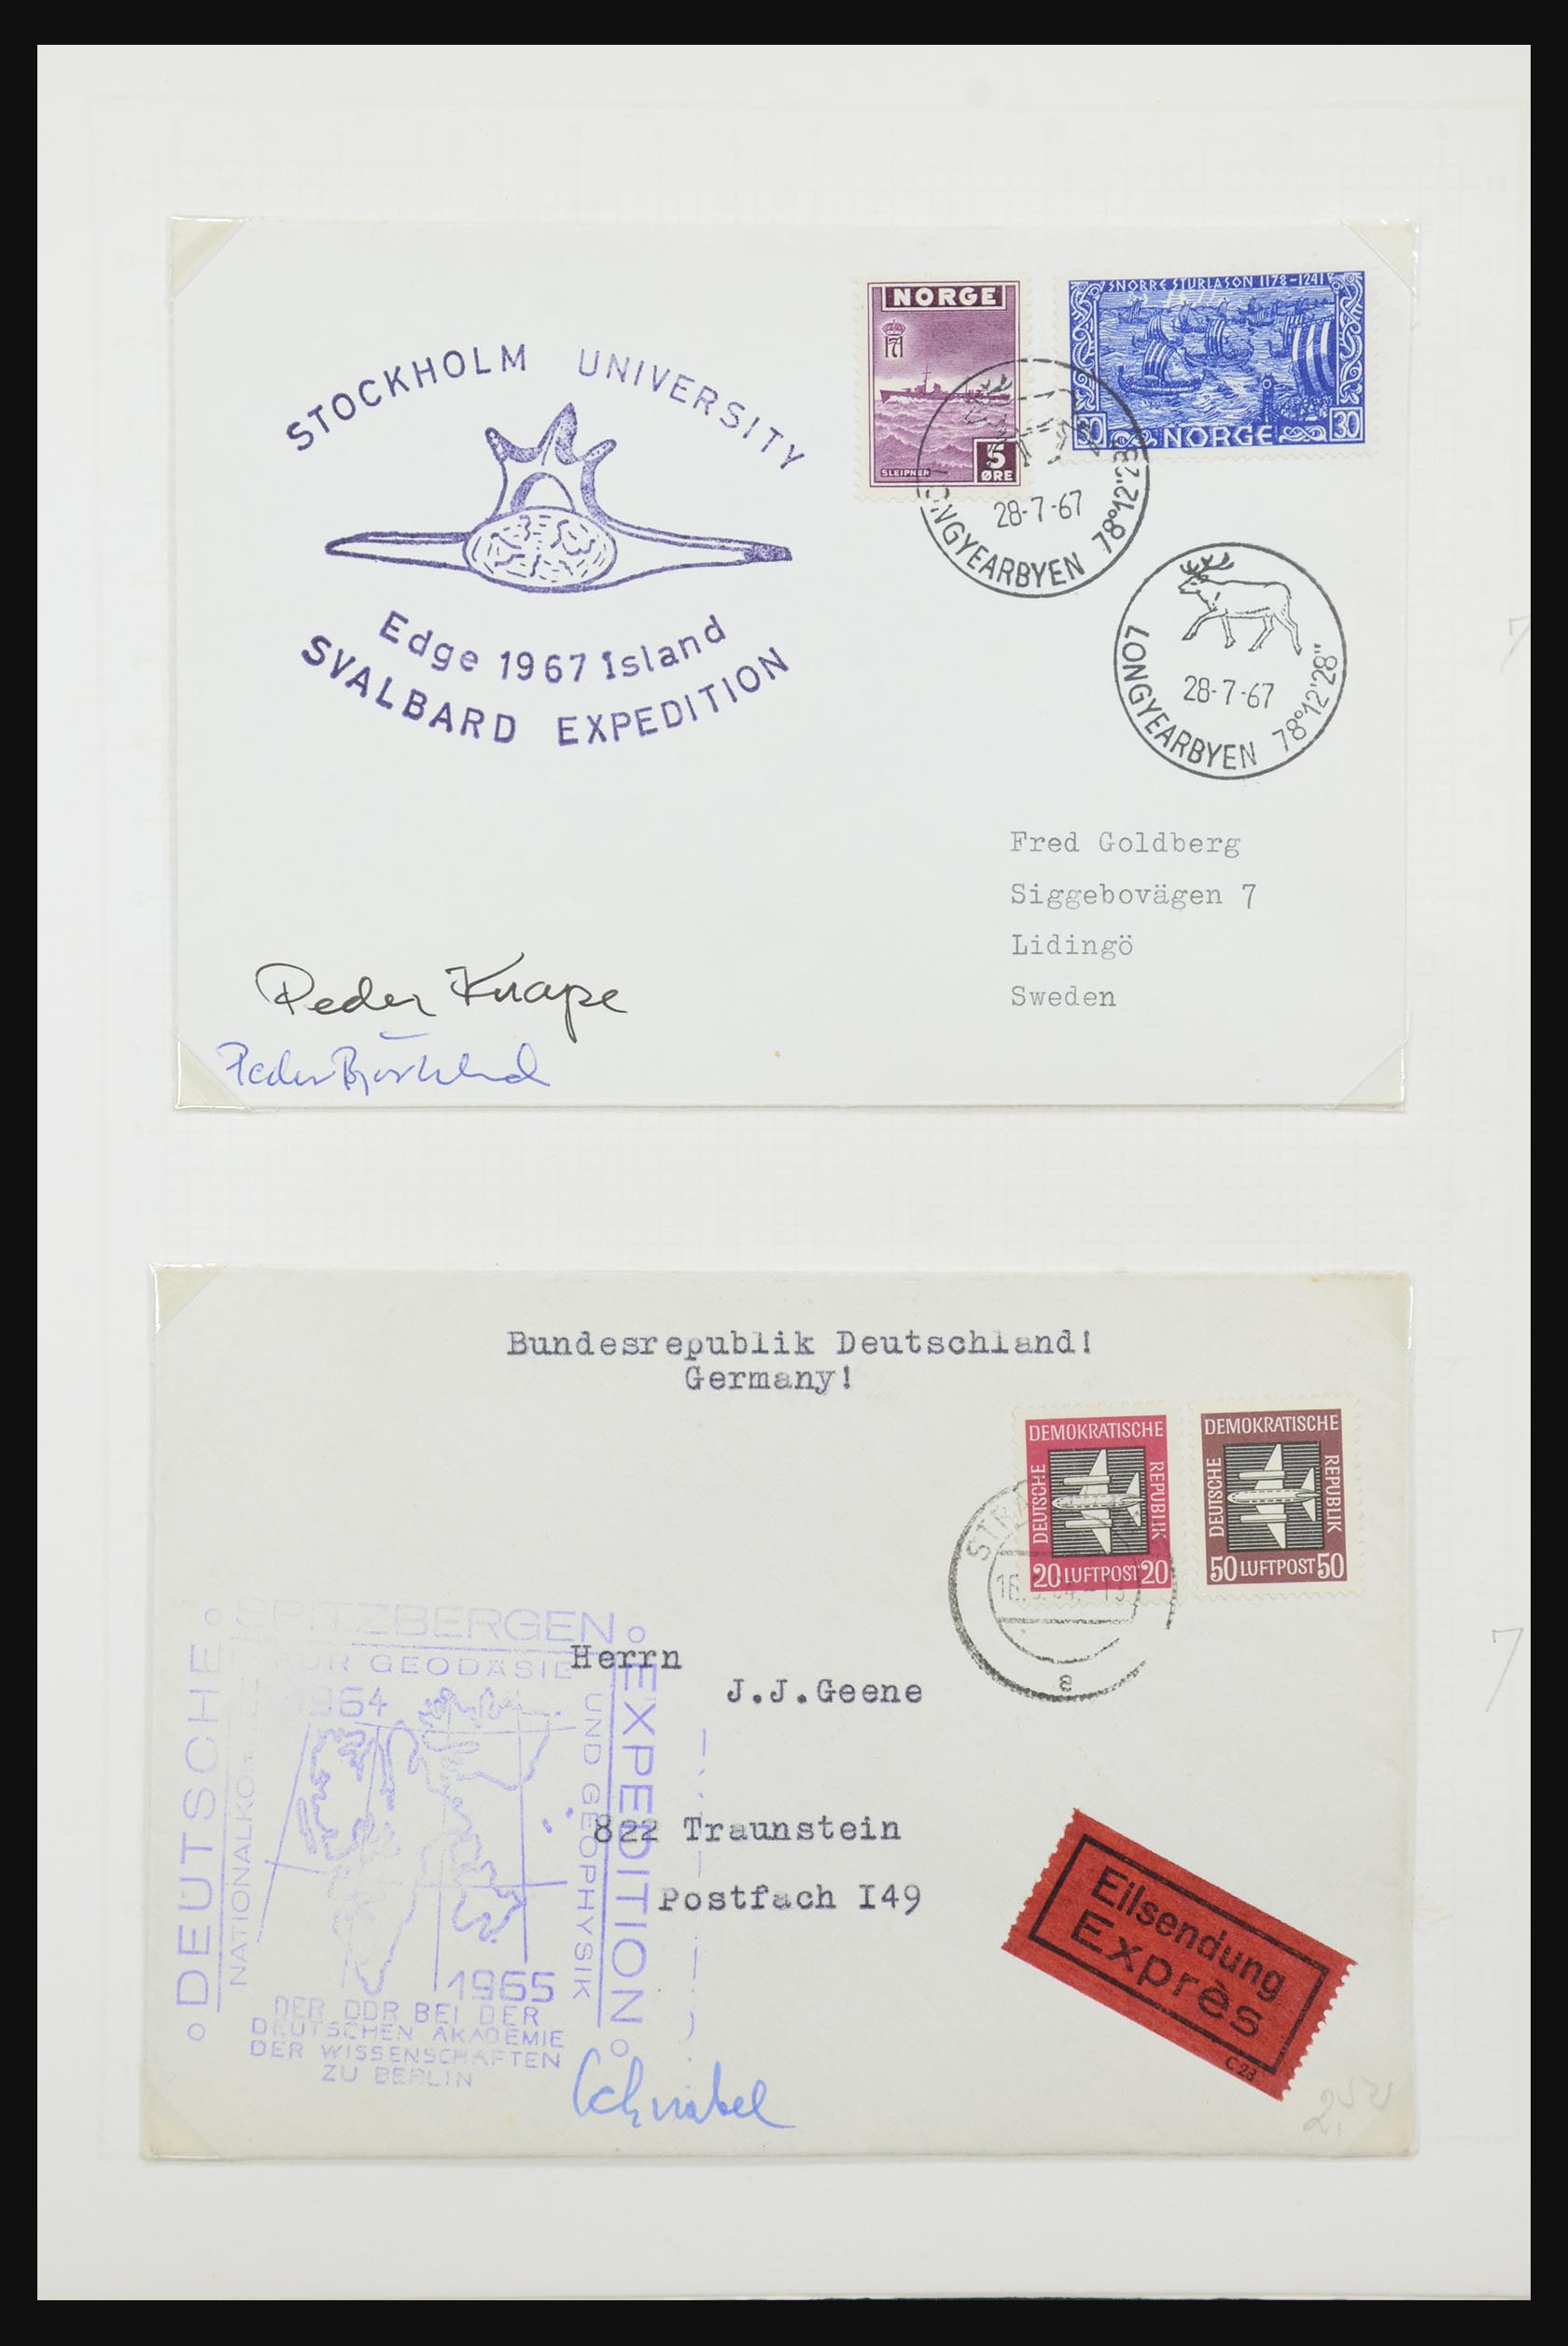 STOCKHOLM UNIVERSITY
Edge 1967 Island
SVALBARD EXPEDITION
NORGE
SLEIPNER
5
ØRE
SNORRE STURLASON 1178-1241
30 NORGE 30
28-7-67
LONGYEARBYEN 78°12'28"
28-7-67
LONGYEARBYEN 78°12'28"
Fred Goldberg
Siggebovägen 7
Lidingö
Sweden
Peder Knape
7
Bundesrepublik Deutschland!
Germany!
DEUTSCHE DEMOKRATISCHE REPUBLIK
20 LUFTPOST 20
DEUTSCHE DEMOKRATISCHE REPUBLIK
50 LUFTPOST 50
a
DEUTSCHE
SPITZBERGEN
EXPEDITION
GEODÄSIE
UND GEOPHYSIK
1964
1965
DER DDR BEI DER
DEUTSCHEN AKADEMIE
DER WISSENSCHAFTEN
ZU BERLIN
Herrn
J.J.Geene
822 Traunstein
Postfach I49
Eilsendung
Exprès
C 23
Schnabel
7